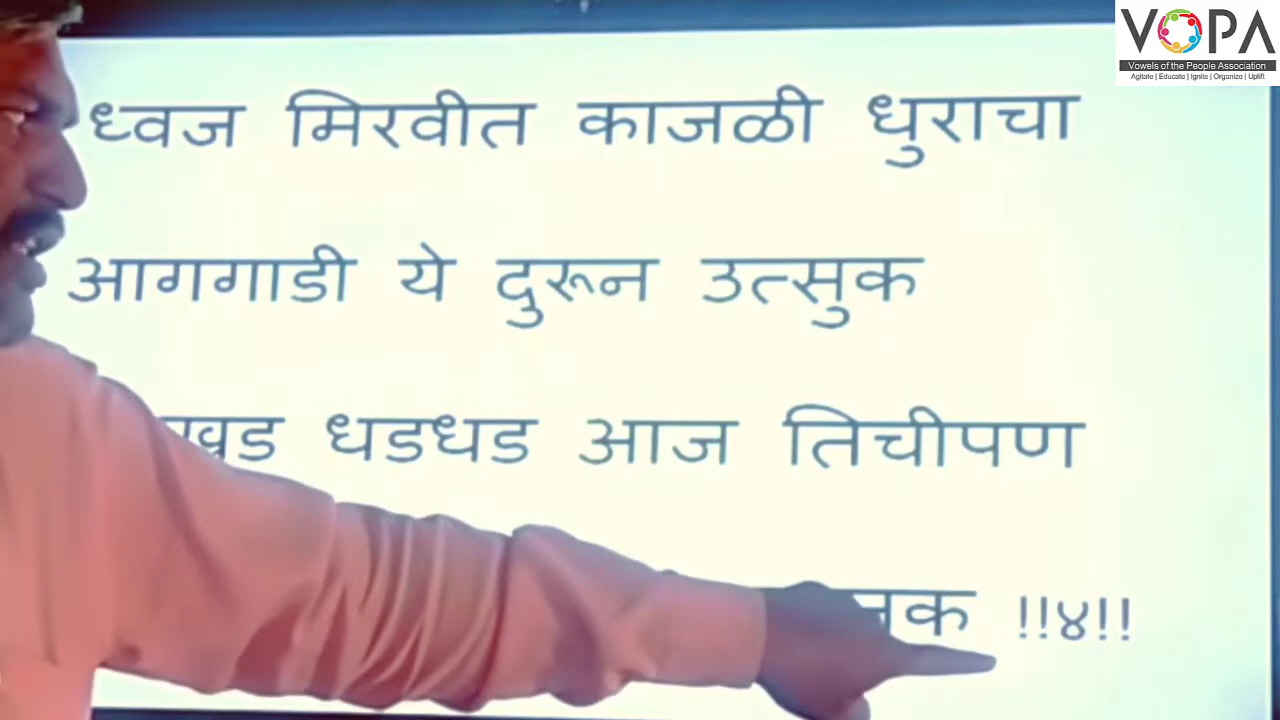 VOPA
Vowels of the People Association
Agitate | Educate | Ignite | Organize | Uplift
ध्वज मिरवीत काजळी धुराचा
आगगाडी ये दुरून उत्सुक
धडधड आज तिचीपण
!!४!!